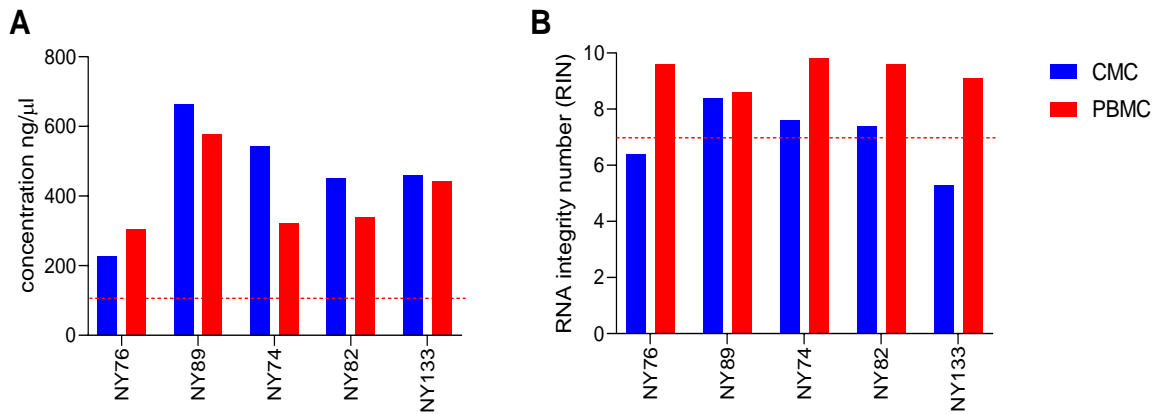 A
concentration ng/µl
800
600
400
200
0
NY76
NY89
NY74
NY82
NY133
B
RNA integrity number (RIN)
10
8
6
4
2
0
NY76
NY89
NY74
NY82
NY133
CMC
PBMC